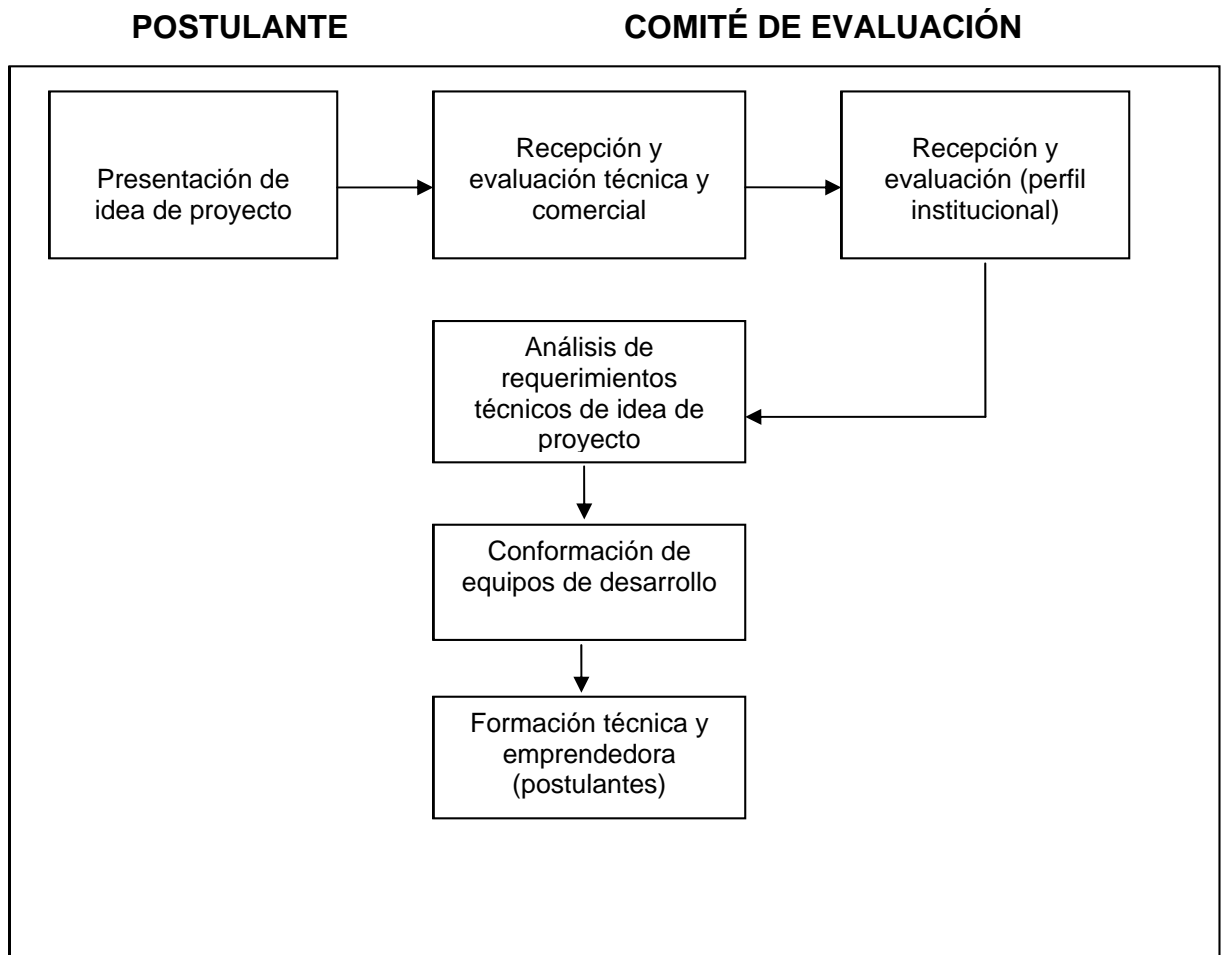 POSTULANTE
COMITÉ DE EVALUACIÓN
Presentación de
idea de proyecto
Recepción y
evaluación técnica y
comercial
Recepción y
evaluación (perfil
institucional)
Análisis de
requerimientos
técnicos de idea de
proyecto
Conformación de
equipos de desarrollo
Formación técnica y
emprendedora
(postulantes)